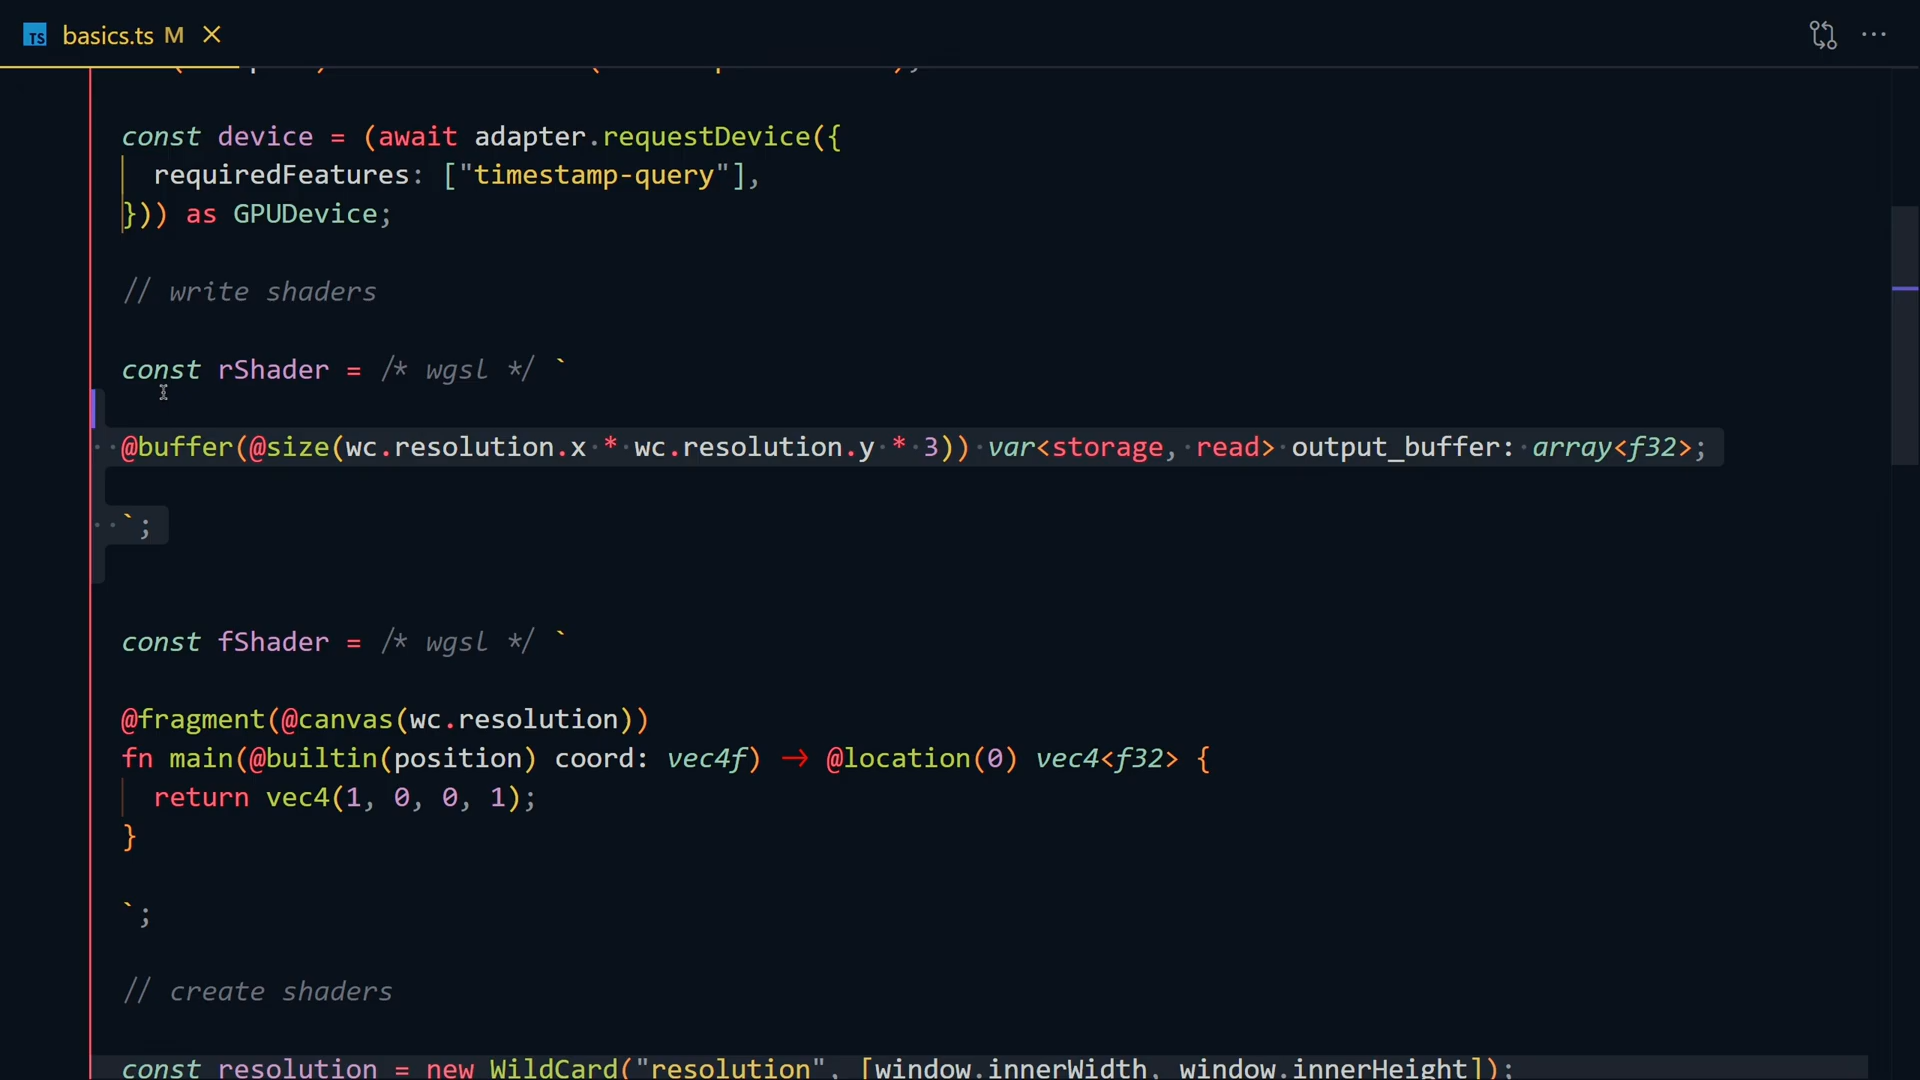 TS basics.ts M
const device = (await adapter.requestDevice({
requiredFeatures: ["timestamp-query"],
})) as GPUDevice;
// write shaders
const rShader = /* wgsl */ `
@buffer(@size(wc.resolution.x * wc.resolution.y * 3)) var<storage, read> output_buffer: array<f32>;
`;
const fShader = /* wgsl */ `
@fragment(@canvas(wc.resolution))
fn main(@builtin(position) coord: vec4f) → @location(0) vec4<f32> {
return vec4(1, 0, 0, 1);
}
`;
// create shaders
const resolution = new WildCard("resolution", [window.innerWidth, window.innerHeight]);